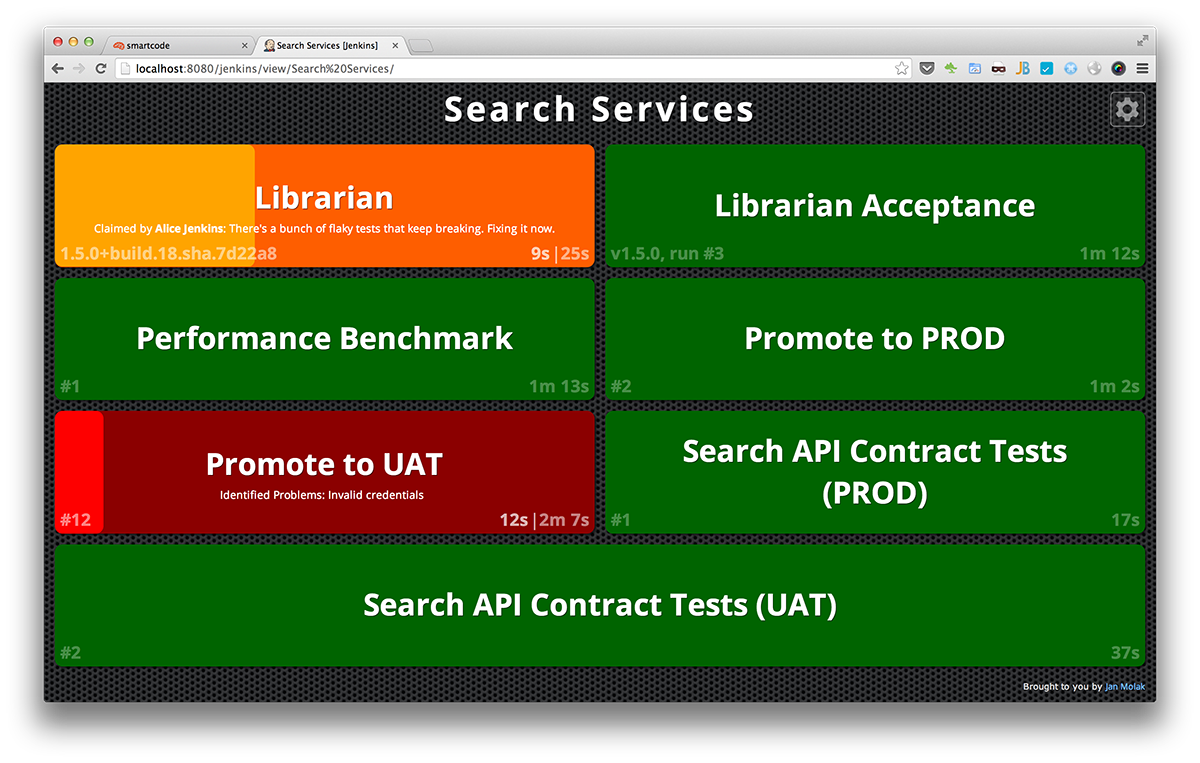 smartcode
Search Services [Jenkins]
localhost:8080/jenkins/view/Search%20Services/
JB
Search Services
Librarian
Claimed by Alice Jenkins: There's a bunch of flaky tests that keep breaking. Fixing it now.
1.5.0+build.18.sha.7d22a8
9s|25s
Librarian Acceptance
v1.5.0, run #3
1m 12s
Performance Benchmark
#1
1m 13s
Promote to PROD
#2
1m 2s
Promote to UAT
Identified Problems: Invalid credentials
#12
12s|2m 7s
Search API Contract Tests
(PROD)
#1
17s
Search API Contract Tests (UAT)
#2
37s
Brought to you by Jan Molak